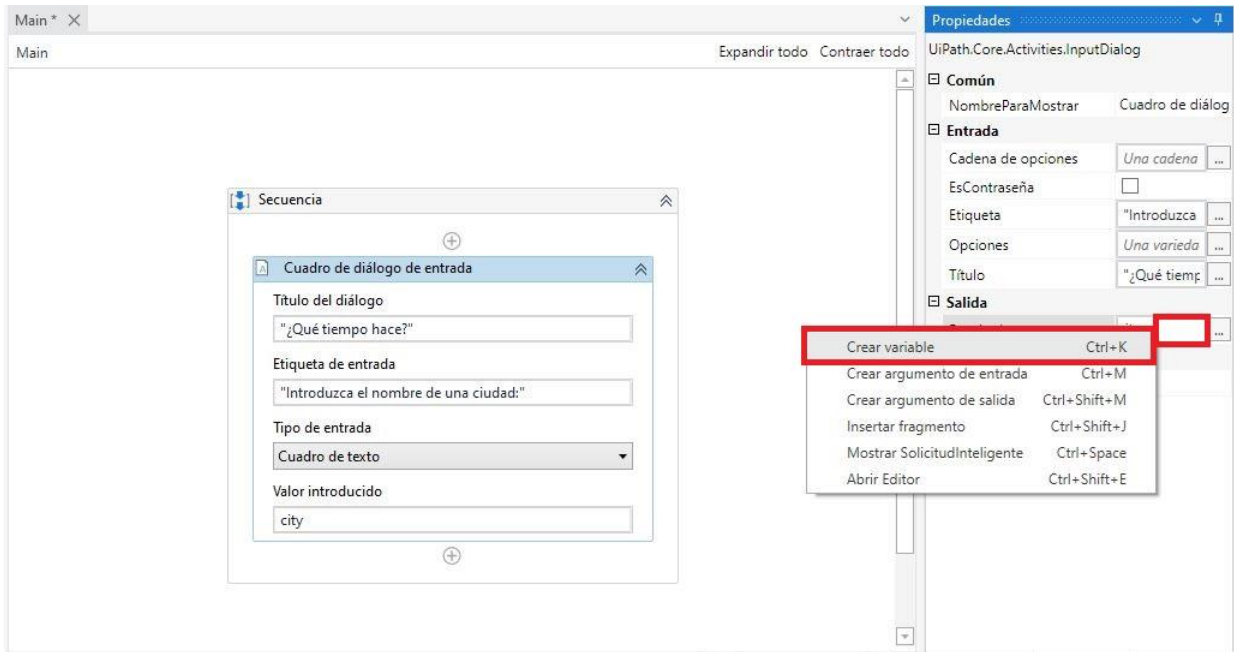 Main *
Main
Expandir todo Contraer todo
Secuencia
Cuadro de diálogo de entrada
Título del diálogo
"¿Qué tiempo hace?"
Etiqueta de entrada
"Introduzca el nombre de una ciudad:"
Tipo de entrada
Cuadro de texto
Valor introducido
city
Propiedades
UiPath.Core.Activities.InputDialog
Común
NombreParaMostrar Cuadro de diálog
Entrada
Cadena de opciones Una cadena ...
EsContraseña
Etiqueta "Introduzca ...
Opciones Una varieda ...
Título "¿Qué tiemp ...
Salida
...
Crear variable Ctrl+K
Crear argumento de entrada Ctrl+M
Crear argumento de salida Ctrl+Shift+M
Insertar fragmento Ctrl+Shift+J
Mostrar SolicitudInteligente Ctrl+Space
Abrir Editor Ctrl+Shift+E